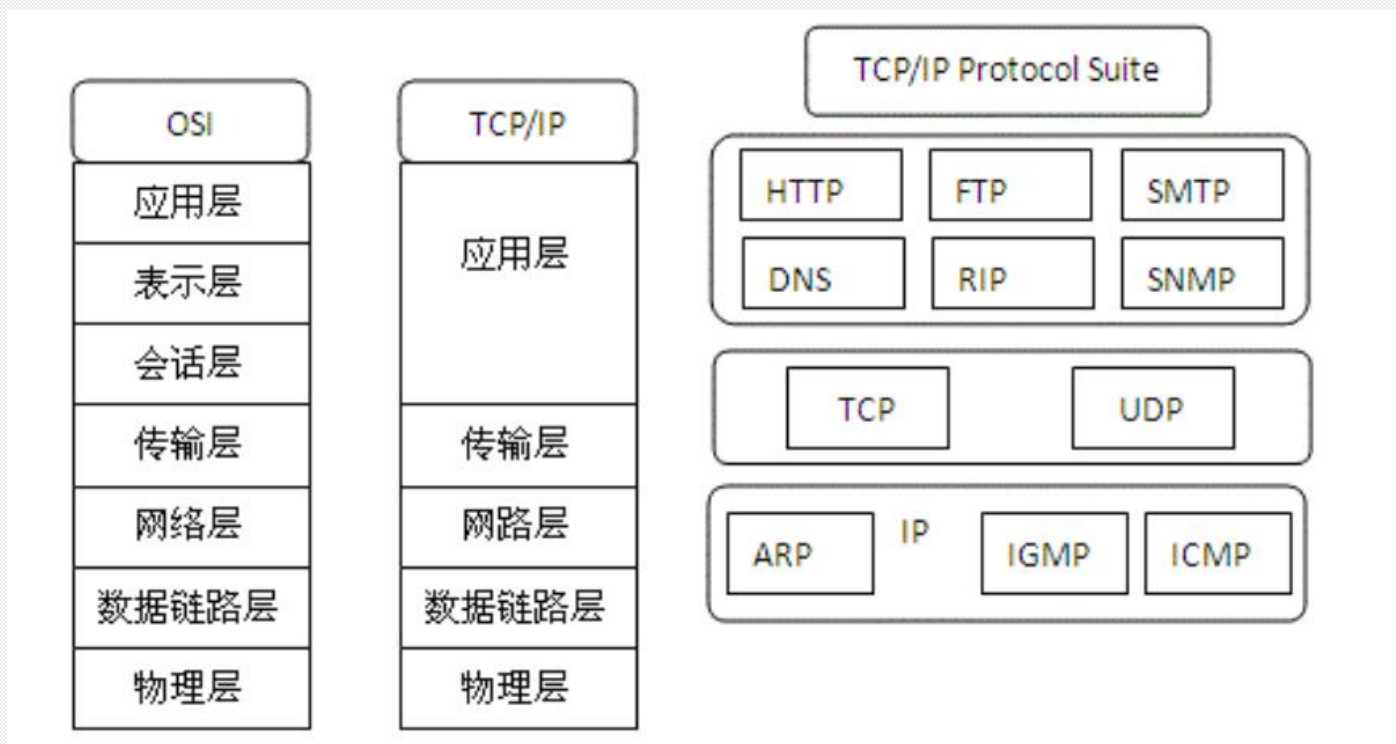 OSI
应用层
表示层
会话层
传输层
网络层
数据链路层
物理层
TCP/IP
应用层
传输层
网路层
数据链路层
物理层
TCP/IP Protocol Suite
HTTP FTP SMTP
DNS RIP SNMP
TCP UDP
ARP IP IGMP ICMP